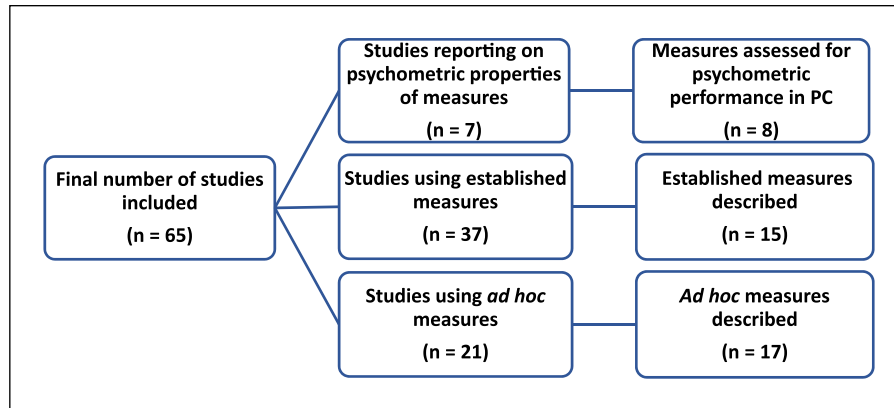 Studies reporting on
psychometric properties
of measures
(n = 7)
Measures assessed for
psychometric
performance in PC
(n = 8)
Final number of studies
included
(n = 65)
Studies using established
measures
(n = 37)
Established measures
described
(n = 15)
Studies using ad hoc
measures
(n = 21)
Ad hoc measures
described
(n = 17)